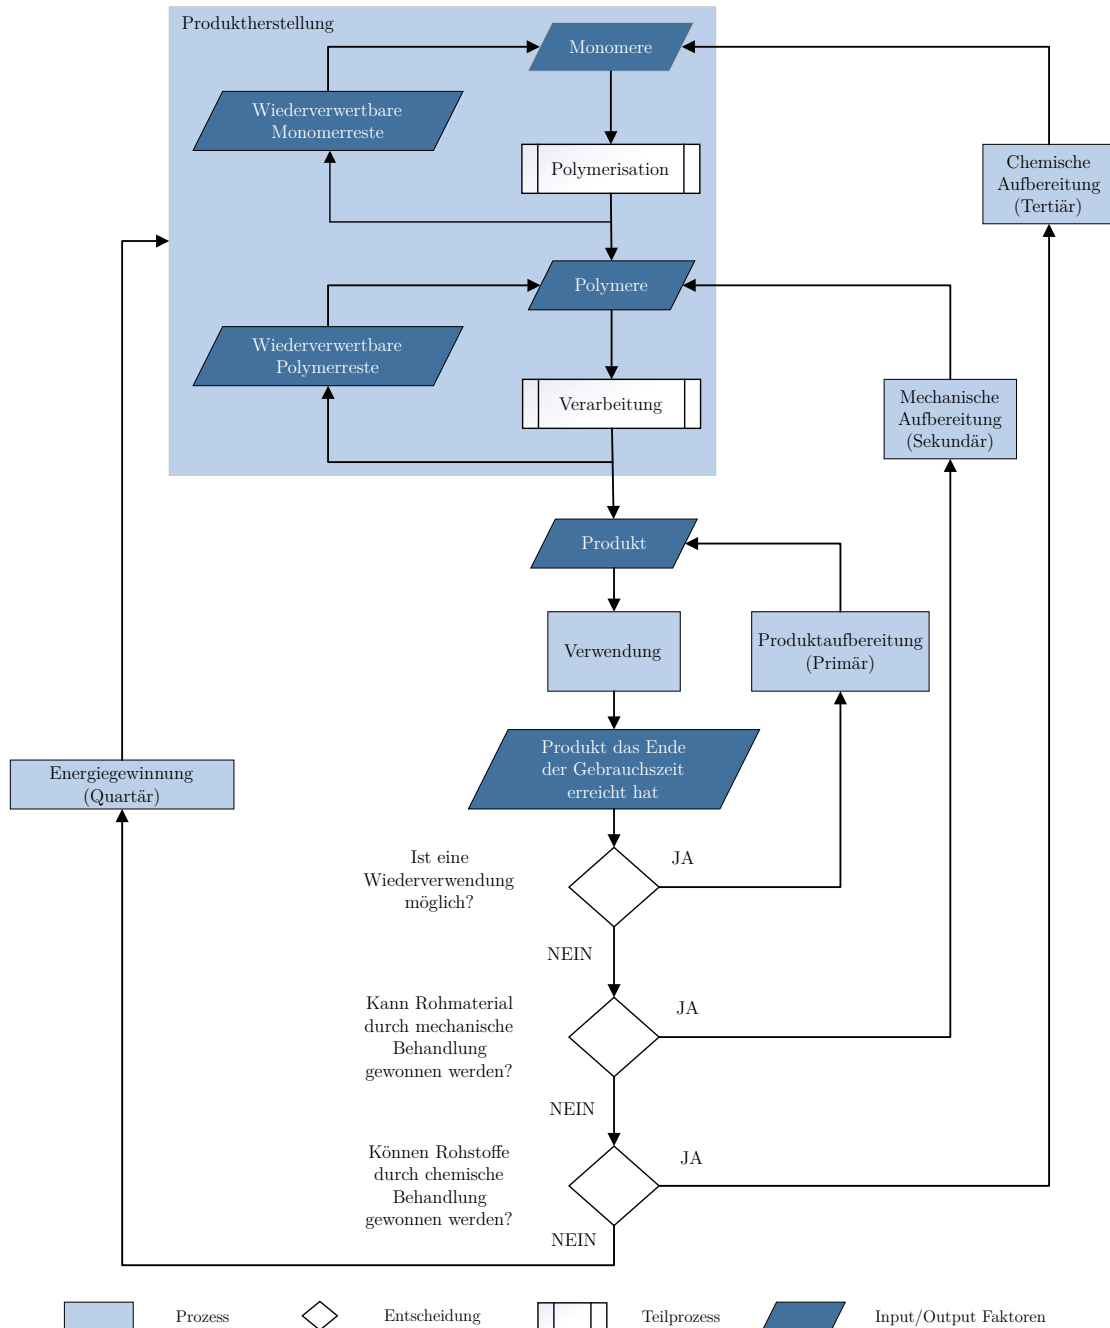 Produktherstellung
Monomere
Wiederverwertbare
Monomerreste
Polymerisation
Chemische
Aufbereitung
(Tertiär)
Polymere
Wiederverwertbare
Polymerreste
Verarbeitung
Mechanische
Aufbereitung
(Sekundär)
Produkt
Verwendung
Produktaufbereitung
(Primär)
Produkt das Ende
der Gebrauchszeit
erreicht hat
Energiegewinnung
(Quartär)
Ist eine
Wiederverwendung
möglich?
JA
NEIN
Kann Rohmaterial
durch mechanische
Behandlung
gewonnen werden?
JA
NEIN
Können Rohstoffe
durch chemische
Behandlung
gewonnen werden?
JA
NEIN
Prozess
Entscheidung
Teilprozess
Input/Output Faktoren